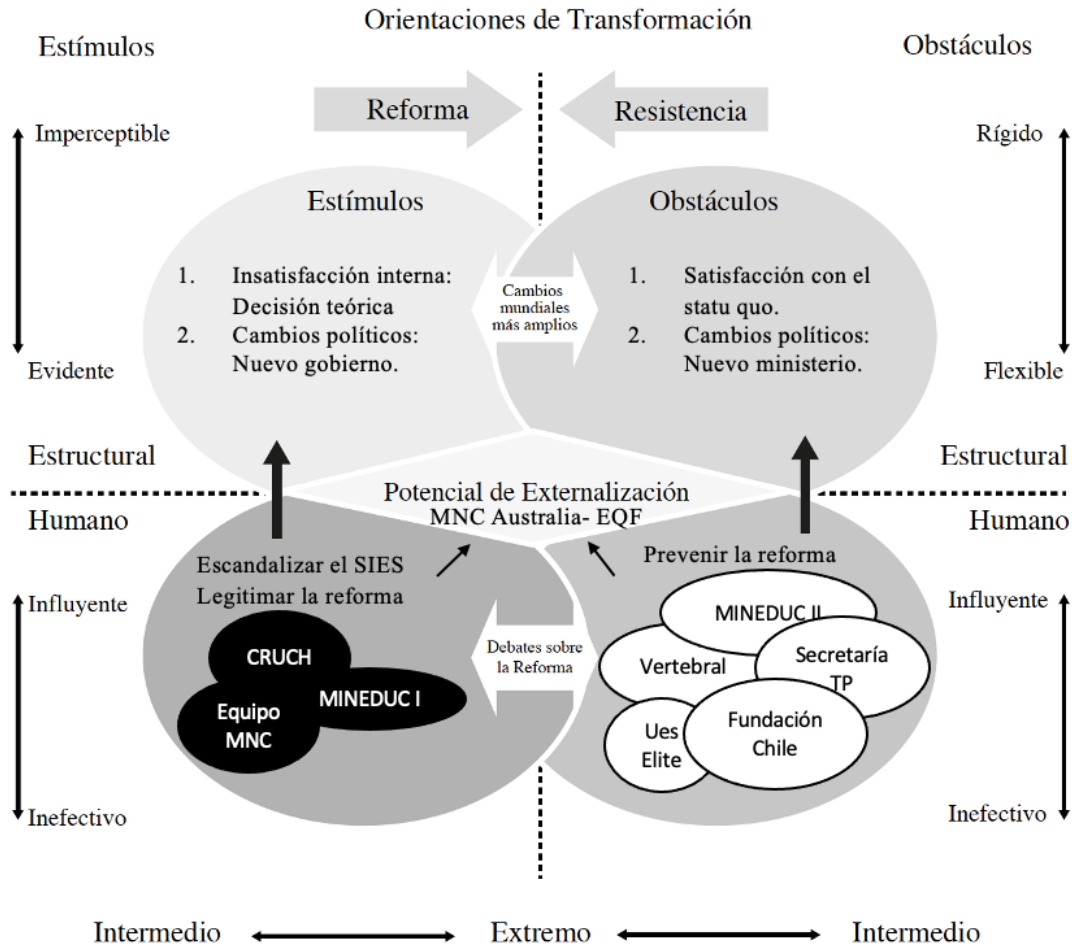 Orientaciones de Transformación
Estímulos
Obstáculos
Reforma
Resistencia
Imperceptible
Rígido
Estímulos
Obstáculos
1. Insatisfacción interna:
Decisión teórica
2. Cambios políticos:
Nuevo gobierno.
Cambios
mundiales
más amplios
1. Satisfacción con el
statu quo.
2. Cambios políticos:
Nuevo ministerio.
Evidente
Flexible
Estructural
Estructural
Potencial de Externalización
MNC Australia- EQF
Humano
Humano
Escandalizar el SIES
Legitimar la reforma
Prevenir la reforma
Influyente
Influyente
CRUCH
MINEDUC I
Equipo
MNC
Debates sobre
la Reforma
MINEDUC II
Vertebral
Secretaría
TP
Ues
Elite
Fundación
Chile
Inefectivo
Inefectivo
Intermedio
Extremo
Intermedio